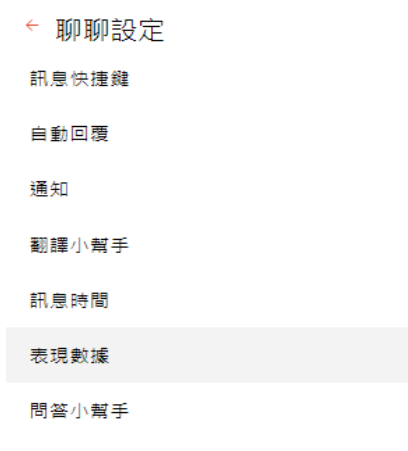 聊聊設定
訊息快捷鍵
自動回覆
通知
翻譯小幫手
訊息時間
表現數據
問答小幫手